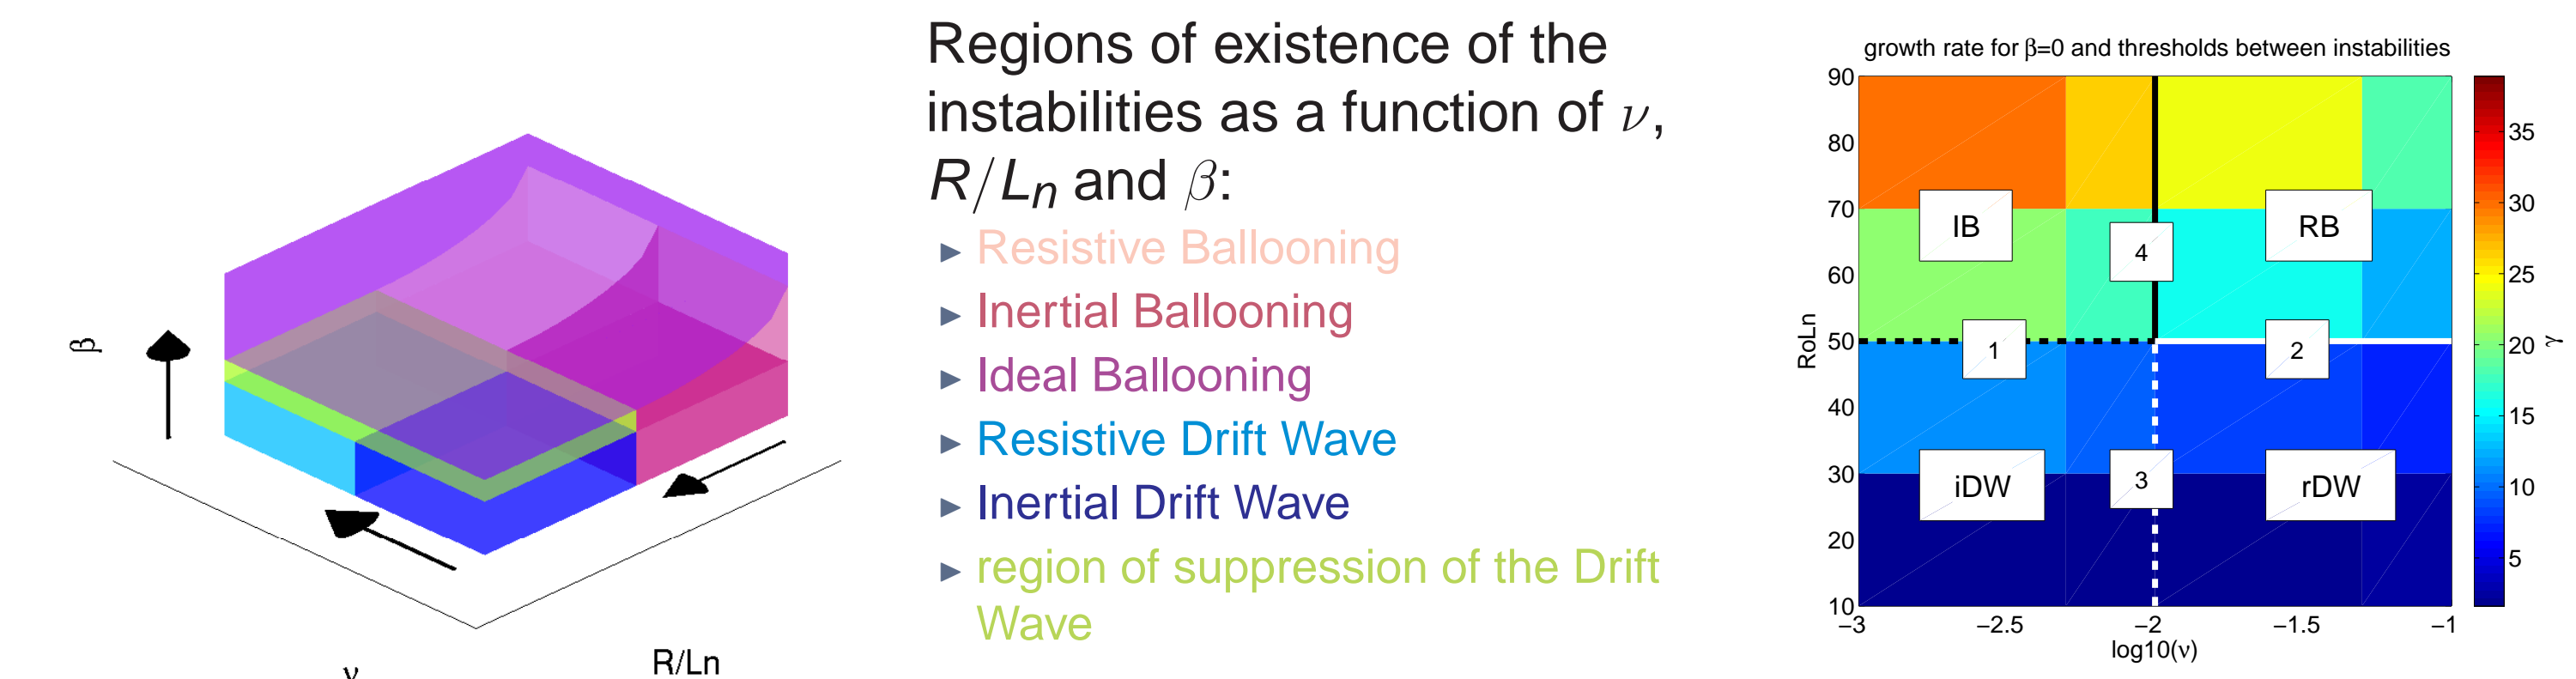 β
ν
R/Ln
Regions of existence of the
instabilities as a function of ν,
R/Ln and β:
▶ Resistive Ballooning
▶ Inertial Ballooning
▶ Ideal Ballooning
▶ Resistive Drift Wave
▶ Inertial Drift Wave
▶ region of suppression of the Drift
Wave
growth rate for β=0 and thresholds between instabilities
90
80
70
60
50
40
30
20
10
RoLn
IB
RB
4
1
2
iDW
3
rDW
−3
−2.5
−2
−1.5
−1
log10(ν)
35
30
25
20
15
10
5
γ